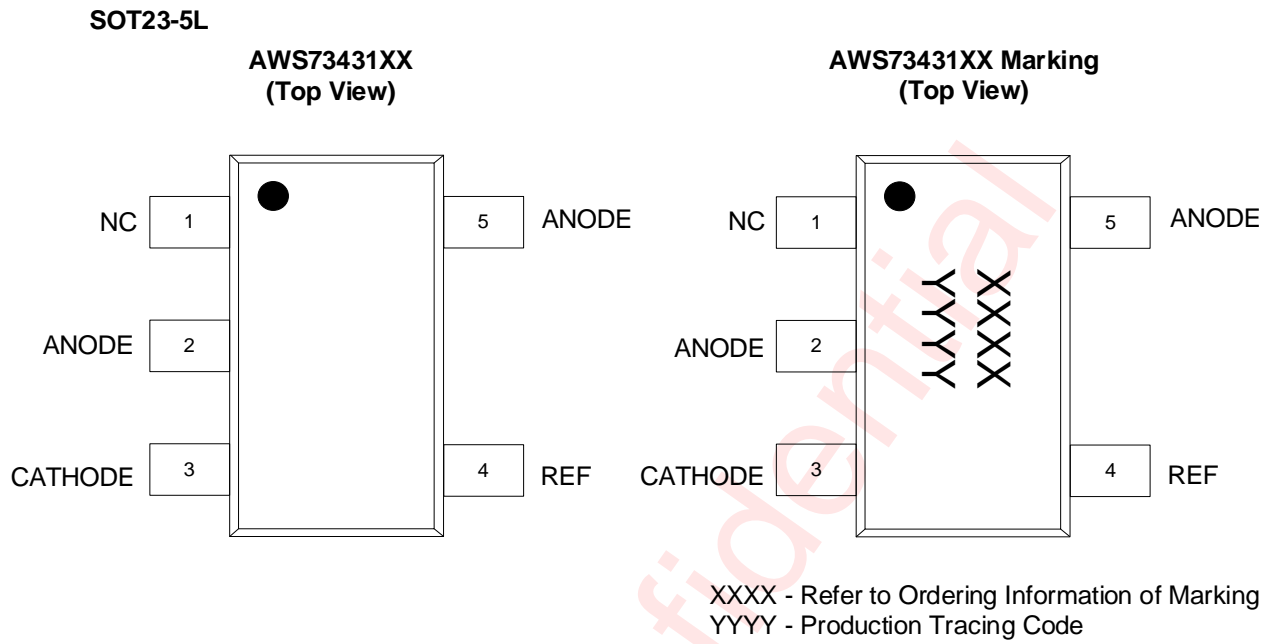 SOT23-5L
AWS73431XX
(Top View)
NC
1
5
ANODE
ANODE
2
CATHODE
3
4
REF
AWS73431XX Marking
(Top View)
NC
1
5
ANODE
XXXX
YYYY
ANODE
2
CATHODE
3
4
REF
XXXX - Refer to Ordering Information of Marking
YYYY - Production Tracing Code
fidential